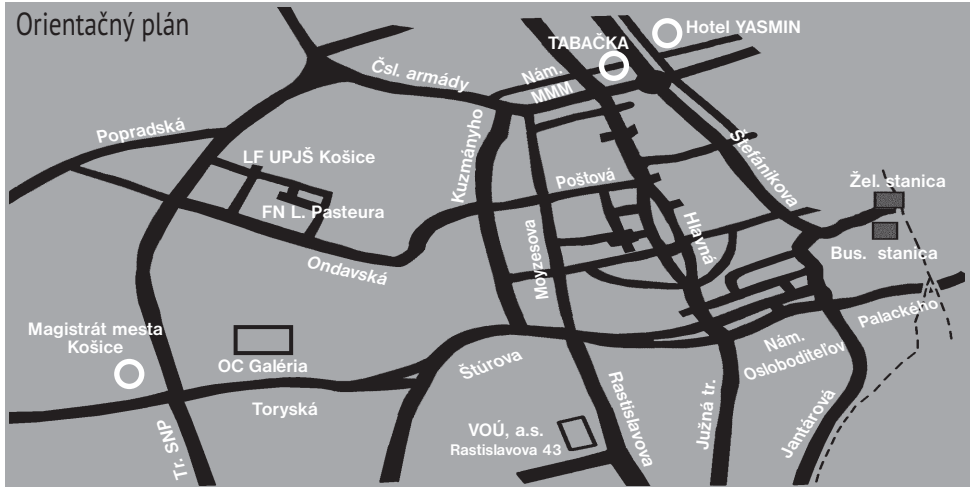 Orientačný plán
Hotel YASMIN
TABAČKA
Čsl. armády
Nám.
MMM
Popradská
Kuzmányho
Štefánikova
LF UPJŠ Košice
Poštová
Žel. stanica
FN L. Pasteura
Hlavná
Moyzesova
Bus. stanica
Ondavská
Palackého
Magistrát mesta
Košice
OC Galéria
Štúrova
Nám.
Osloboditeľov
Toryská
Rastislavova
Južná tr.
Jantárová
Tr. SNP
VOÚ, a.s.
Rastislavova 43